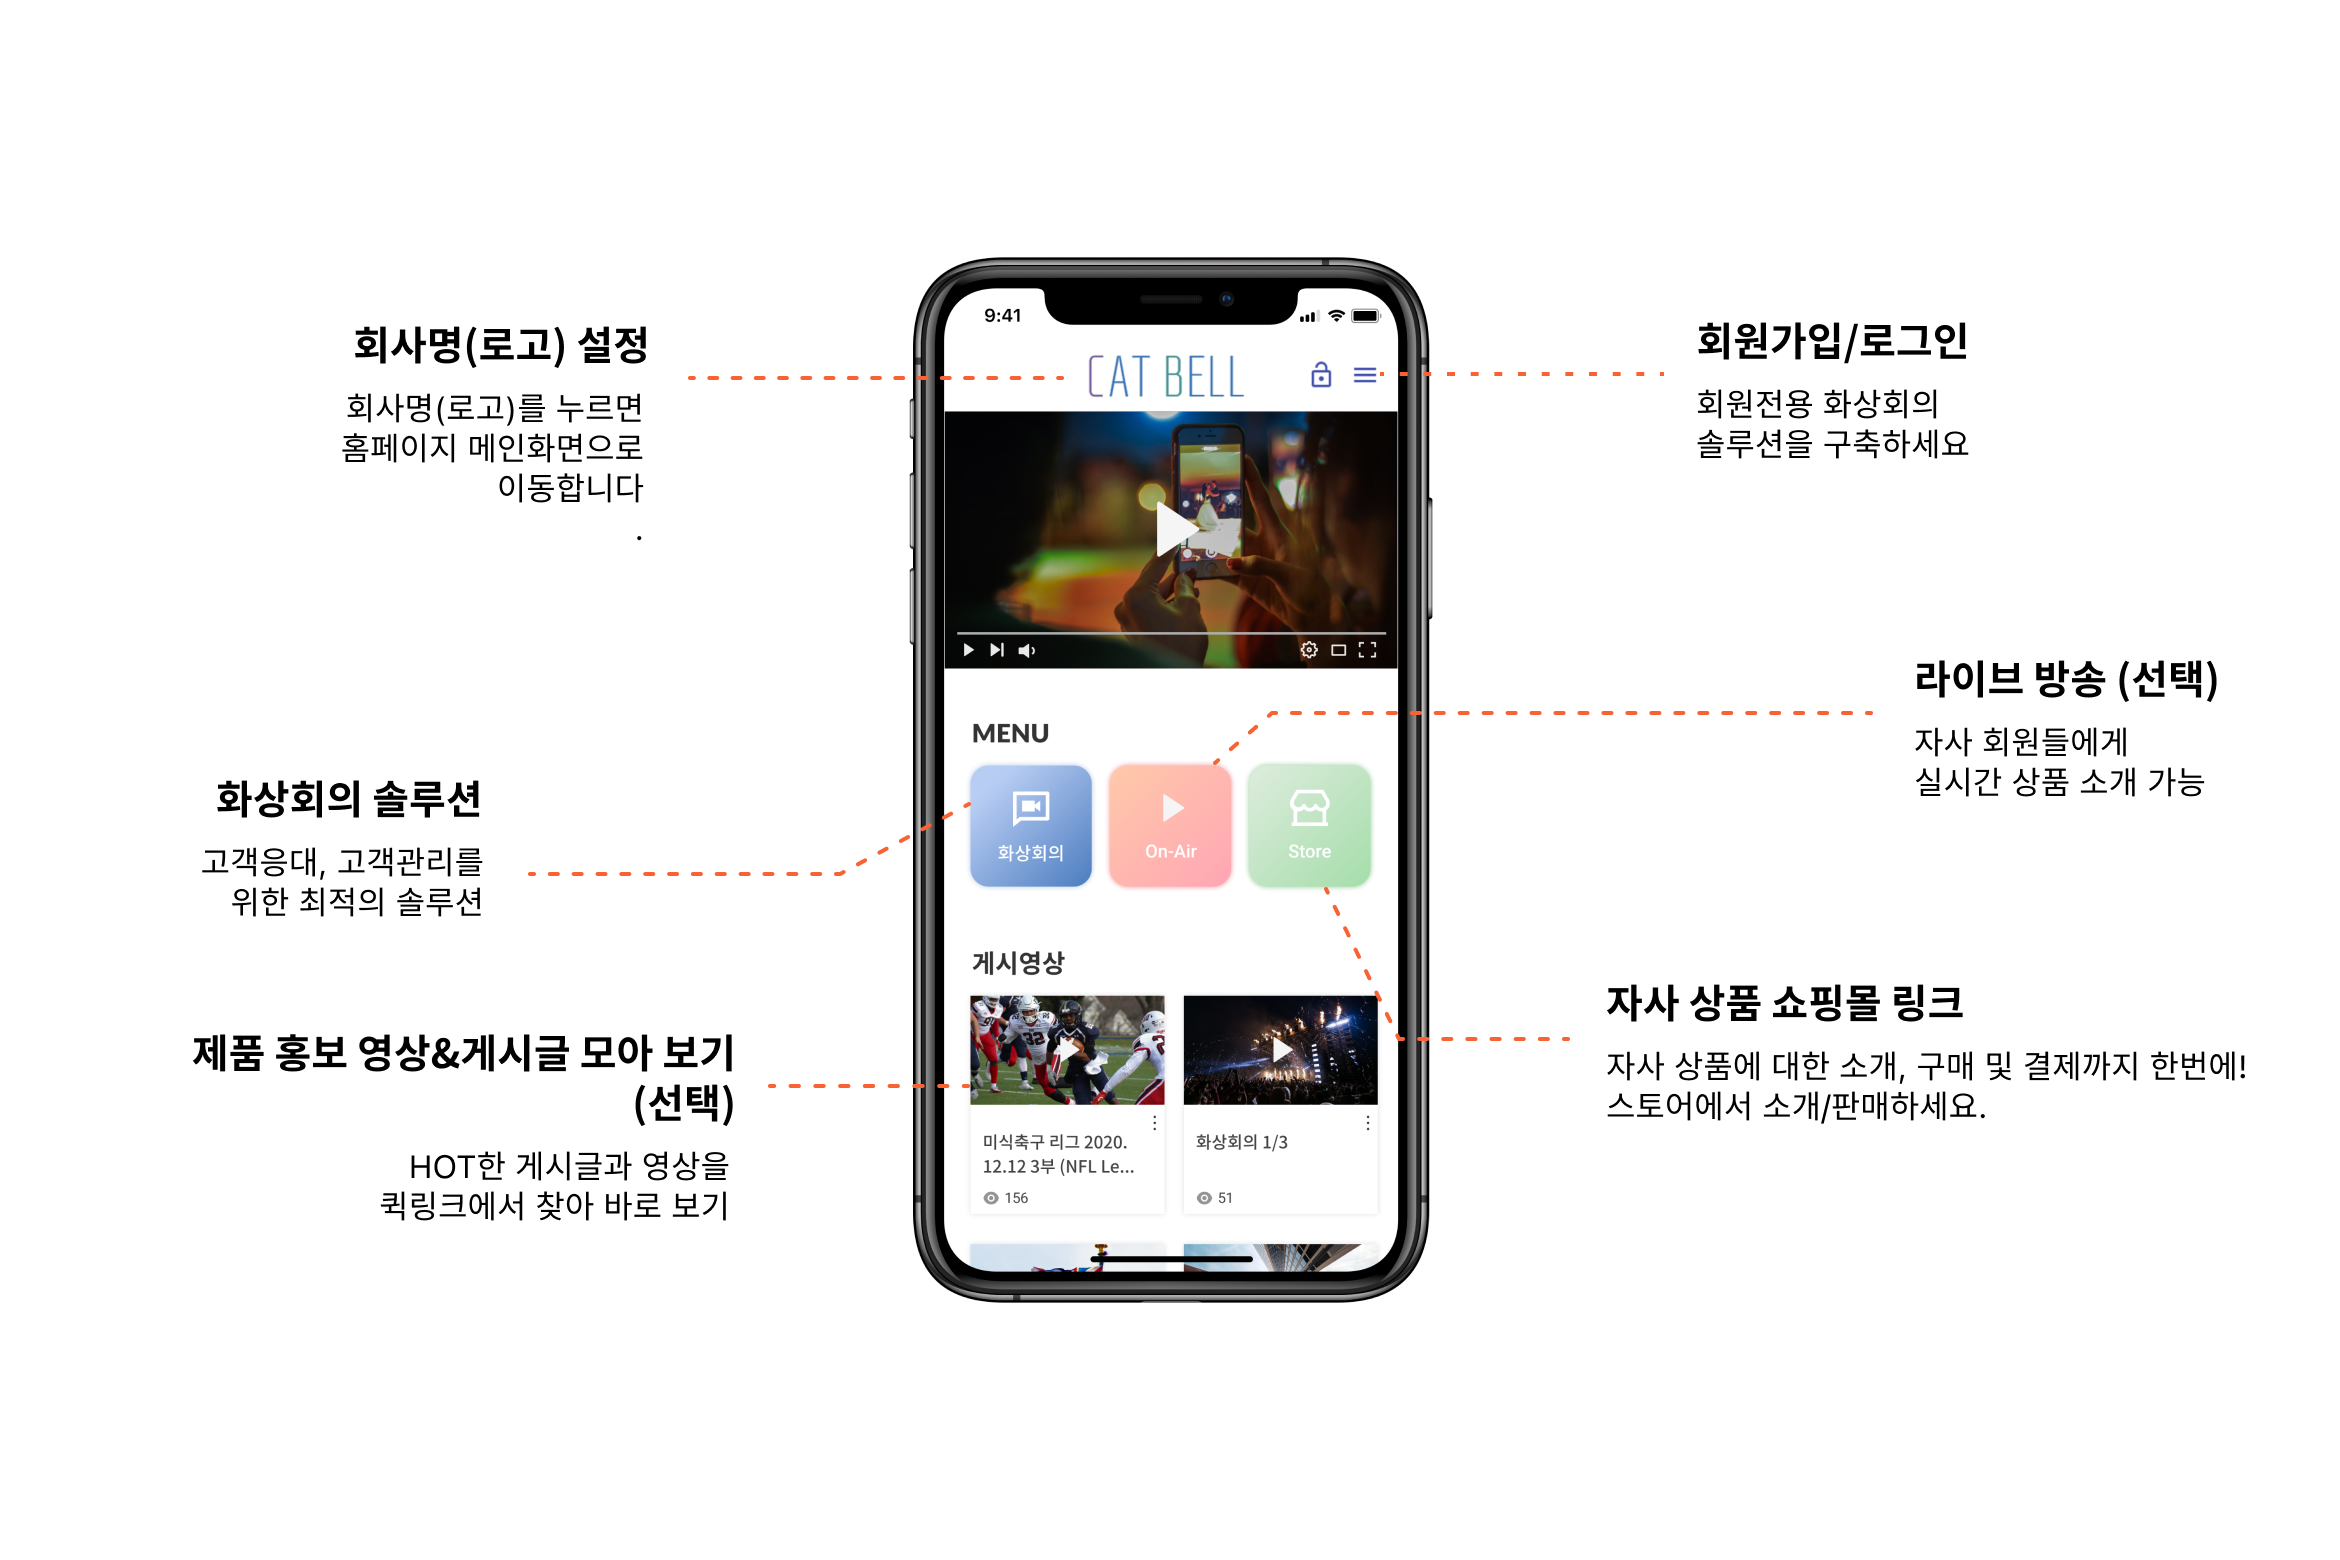 회사명(로고) 설정
회사명(로고)를 누르면
홈페이지 메인화면으로
이동합니다
.
화상회의 솔루션
고객응대, 고객관리를
위한 최적의 솔루션
제품 홍보 영상&게시글 모아 보기
(선택)
HOT한 게시글과 영상을
퀵링크에서 찾아 바로 보기
9:41
CAT BELL
MENU
화상회의
On-Air
Store
게시영상
미식축구 리그 2020.
12.12 3부 (NFL Le...
156
화상회의 1/3
51
회원가입/로그인
회원전용 화상회의
솔루션을 구축하세요
라이브 방송 (선택)
자사 회원들에게
실시간 상품 소개 가능
자사 상품 쇼핑몰 링크
자사 상품에 대한 소개, 구매 및 결제까지 한번에!
스토어에서 소개/판매하세요.